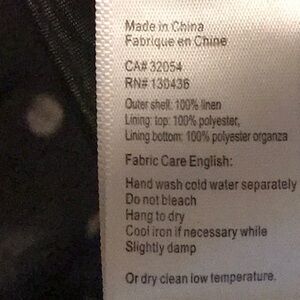 Made in China
Fabrique en Chine
CA# 32054
RN# 130436
Outer shell: 100% linen
Lining: top: 100% polyester,
Lining bottom: 100% polyester organza
Fabric Care English:
Hand wash cold water separately
Do not bleach
Hang to dry
Cool iron if necessary while
Slightly damp
Or dry clean low temperature.